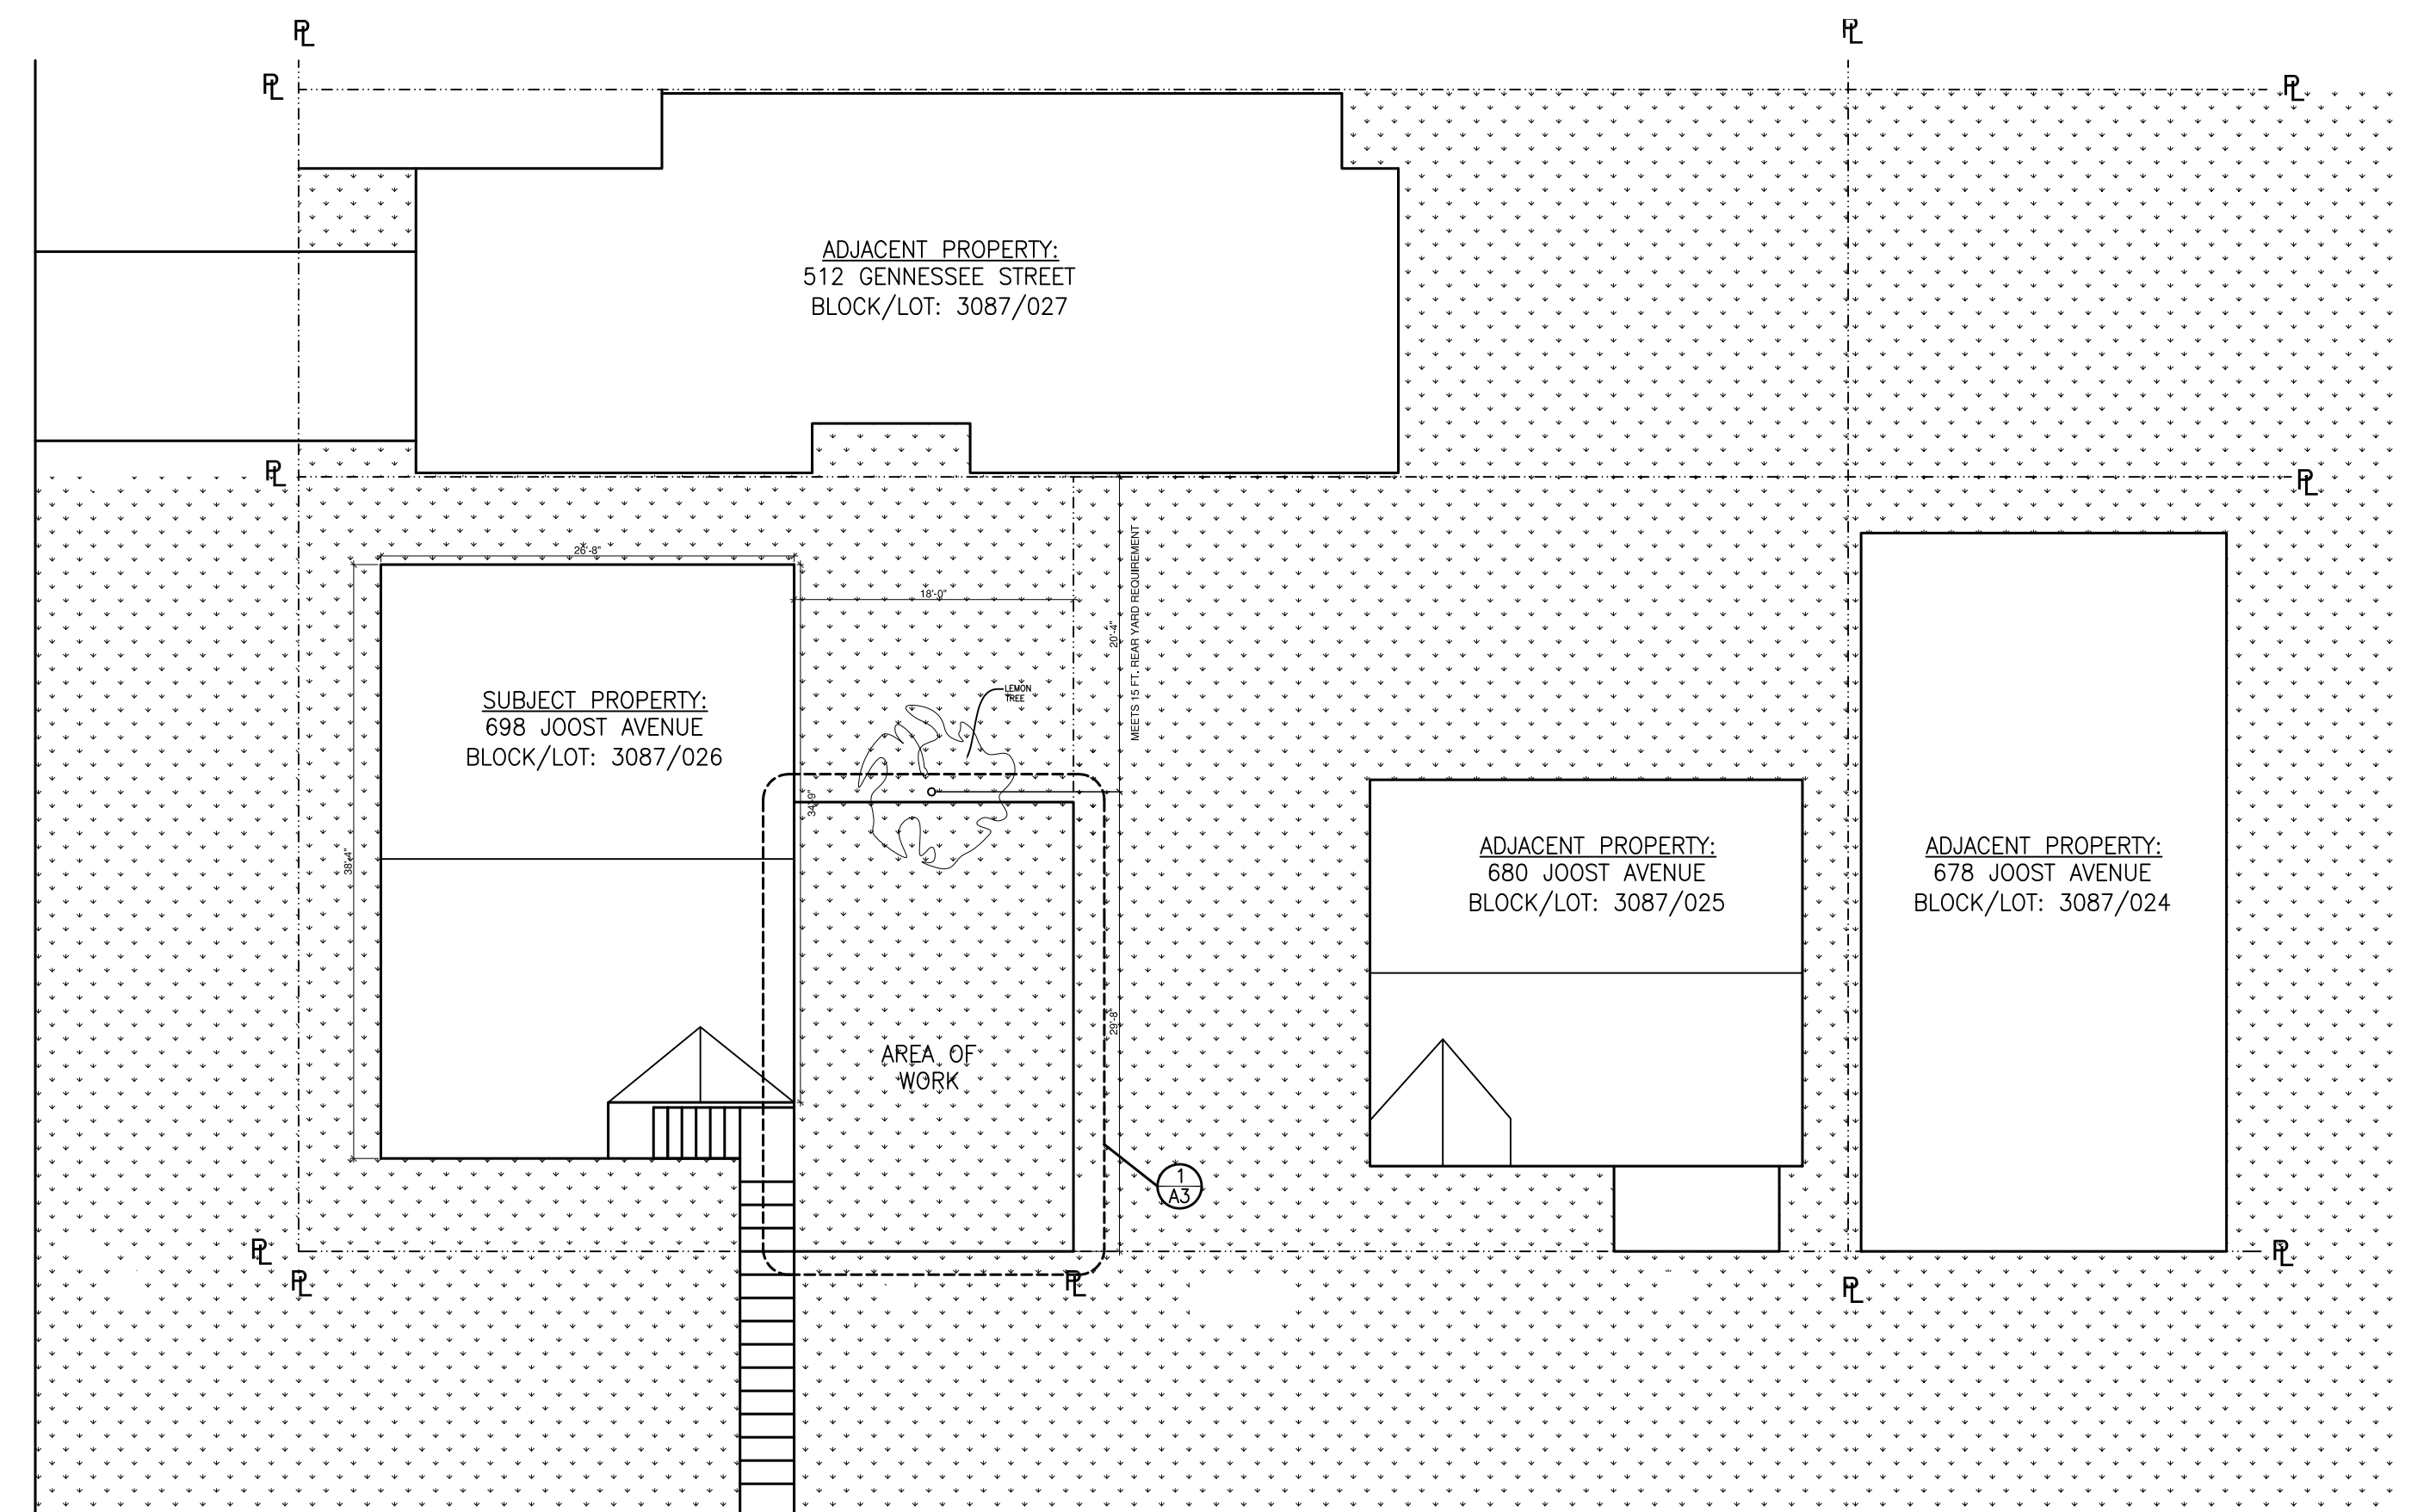 PL
PL
PL
PL
ADJACENT PROPERTY:
512 GENNESSEE STREET
BLOCK/LOT: 3087/027
PL
PL
26'-8"
18'-0"
20'-4"
MEETS 15 FT. REAR YARD REQUIREMENT
SUBJECT PROPERTY:
698 JOOST AVENUE
BLOCK/LOT: 3087/026
LEMON
TREE
34'-9"
38'-4"
ADJACENT PROPERTY:
680 JOOST AVENUE
BLOCK/LOT: 3087/025
ADJACENT PROPERTY:
678 JOOST AVENUE
BLOCK/LOT: 3087/024
29'-8"
AREA OF
WORK
1
A3
PL
PL
PL
PL
PL